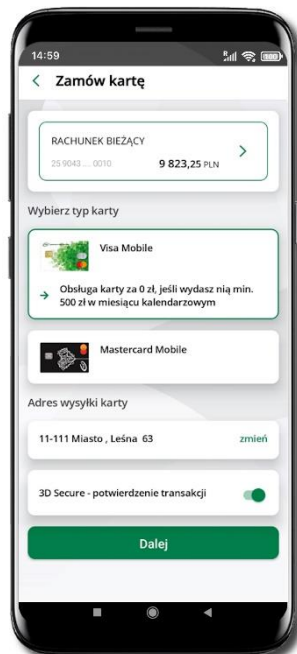 14:59
Zamów kartę
RACHUNEK BIEŻĄCY
25 9043 ... 0010 9 823,25 PLN
Wybierz typ karty
Visa Mobile
Obsługa karty za 0 zł, jeśli wydasz nią min.
500 zł w miesiącu kalendarzowym
Mastercard Mobile
Adres wysyłki karty
11-111 Miasto , Leśna 63 zmień
3D Secure - potwierdzenie transakcji
Dalej